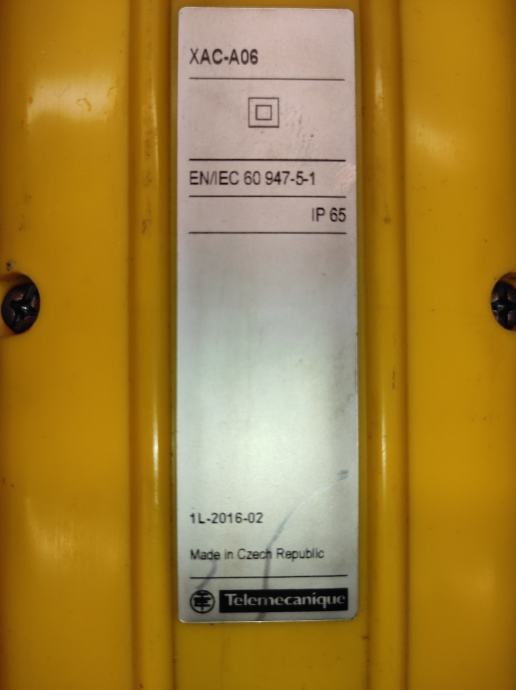 XAC-A06
EN/IEC 60 947-5-1
IP 65
1L-2016-02
Made in Czech Republic
Telemecanique